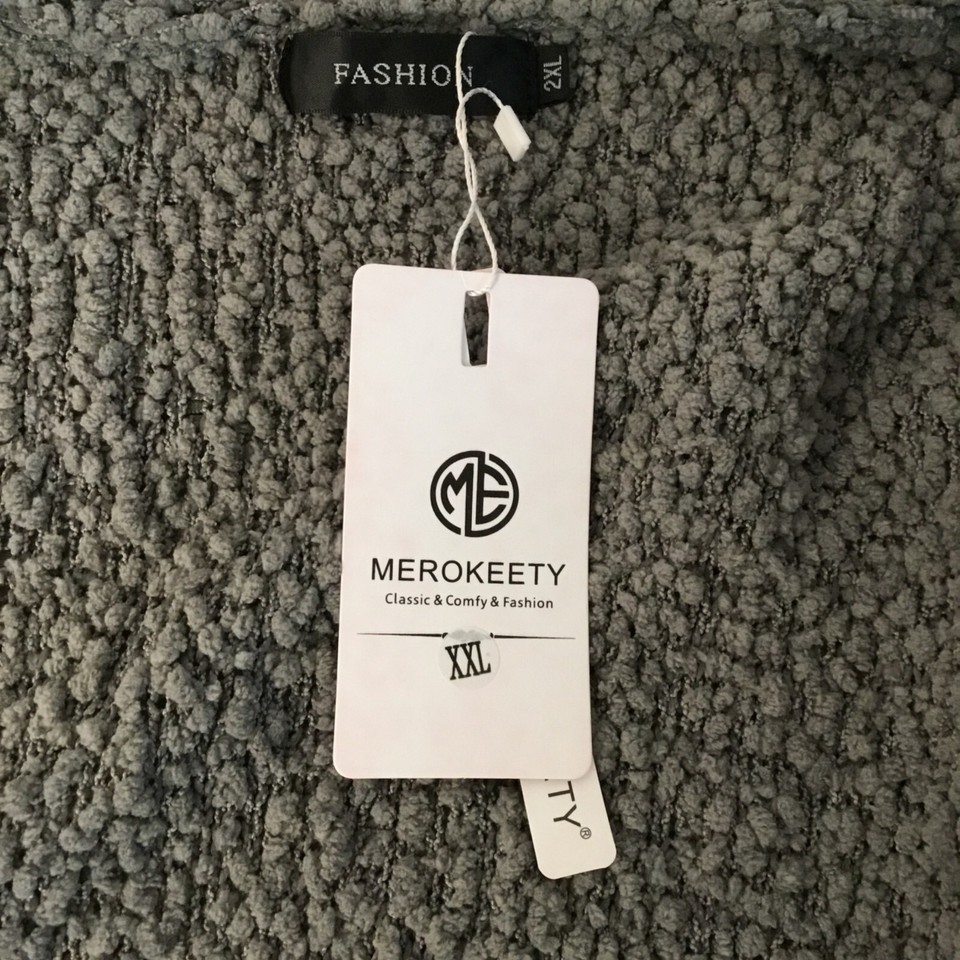 FASHION
2XL
ME
MEROKEETY
Classic & Comfy & Fashion
XXL
TY®